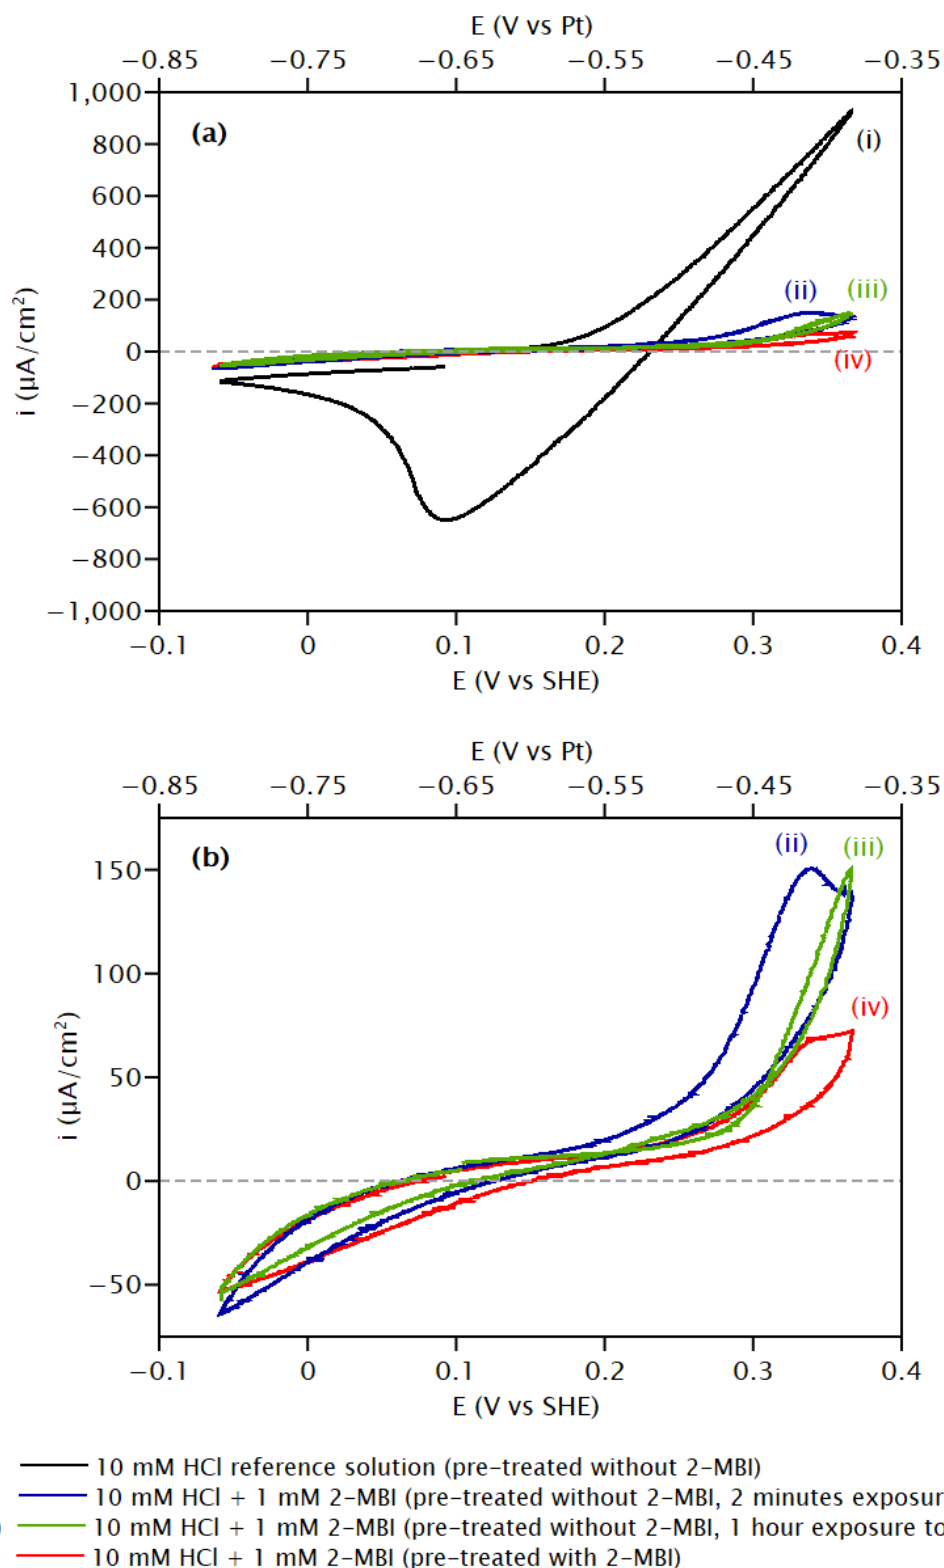 E (V vs Pt)
−0.85 −0.75 −0.65 −0.55 −0.45 −0.35
(a)
1,000
800
600
400
200
0
−200
−400
−600
−800
−1,000
i (µA/cm²)
(i)
(ii)
(iii)
(iv)
−0.1 0 0.1 0.2 0.3 0.4
E (V vs SHE)
E (V vs Pt)
−0.85 −0.75 −0.65 −0.55 −0.45 −0.35
(b)
150
100
50
0
−50
i (µA/cm²)
(ii)
(iii)
(iv)
−0.1 0 0.1 0.2 0.3 0.4
E (V vs SHE)
10 mM HCl reference solution (pre-treated without 2-MBI)
10 mM HCl + 1 mM 2-MBI (pre-treated without 2-MBI, 2 minutes
10 mM HCl + 1 mM 2-MBI (pre-treated without 2-MBI, 1 hour exposure to
10 mM HCl + 1 mM 2-MBI (pre-treated with 2-MBI)